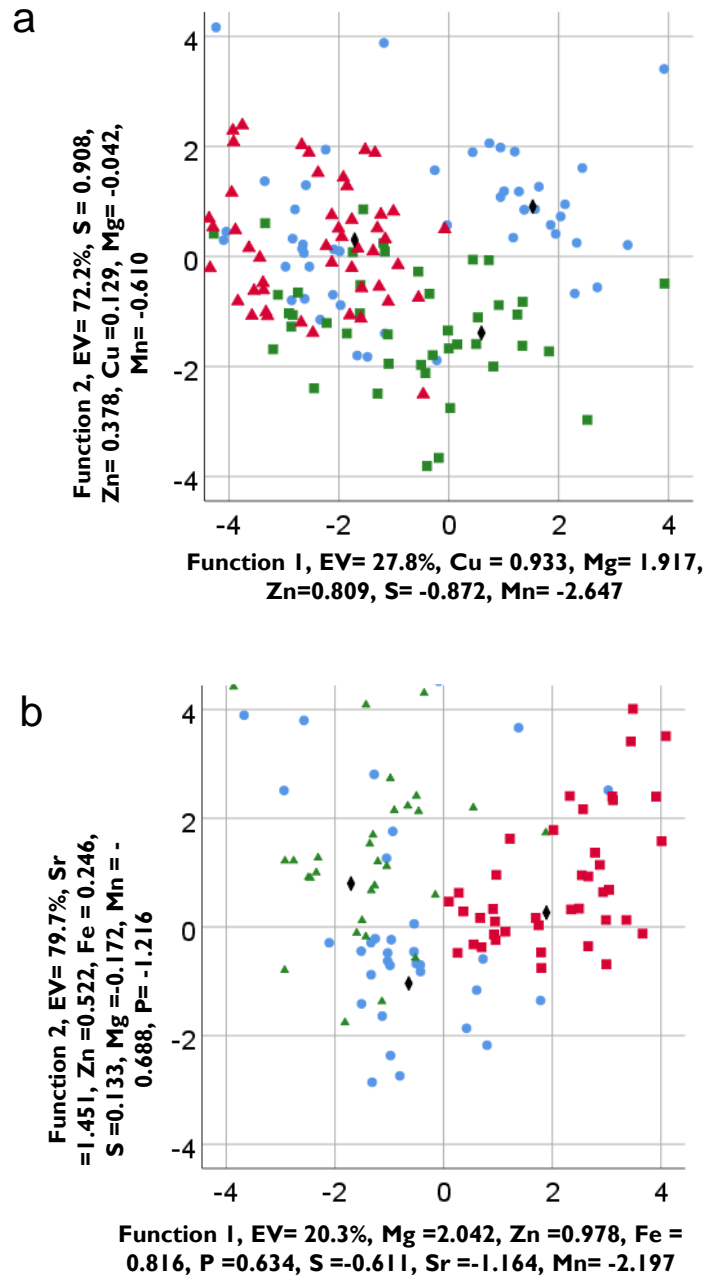 a
Function 2, EV= 72.2%, S = 0.908,
Zn= 0.378, Cu =0.129, Mg= -0.042,
Mn= -0.610
4
2
0
-2
-4
-4 -2 0 2 4
Function 1, EV= 27.8%, Cu = 0.933, Mg= 1.917,
Zn=0.809, S= -0.872, Mn= -2.647
b
Function 2, EV= 79.7%, Sr
=1.451, Zn =0.522, Fe = 0.246,
S =0.133, Mg =-0.172, Mn = -
0.688, P= -1.216
4
2
0
-2
-4
-4 -2 0 2 4
Function 1, EV= 20.3%, Mg =2.042, Zn =0.978, Fe =
0.816, P =0.634, S =-0.611, Sr =-1.164, Mn= -2.197